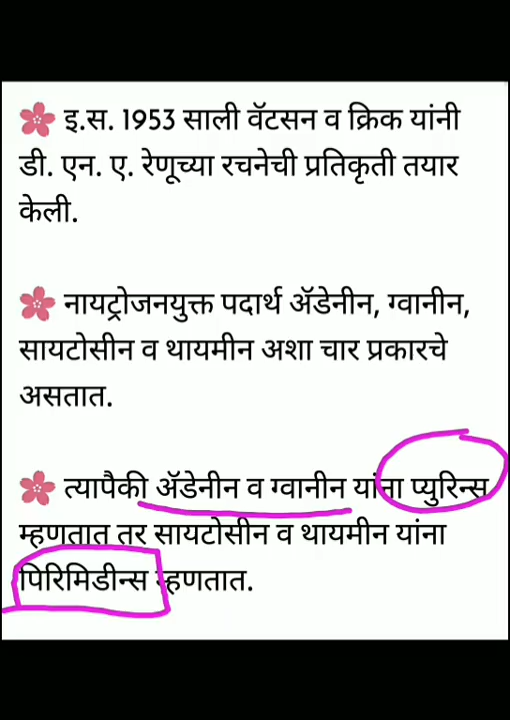 इ.स. 1953 साली वॅटसन व क्रिक यांनी
डी. एन. ए. रेणूच्या रचनेची प्रतिकृती तयार
केली.
नायट्रोजनयुक्त पदार्थ ॲडेनीन, ग्वानीन,
सायटोसीन व थायमीन अशा चार प्रकारचे
असतात.
त्यापैकी ॲडेनीन व ग्वानीन यांना प्युरिन्स
म्हणतात तर सायटोसीन व थायमीन यांना
पिरिमिडीन्स म्हणतात.